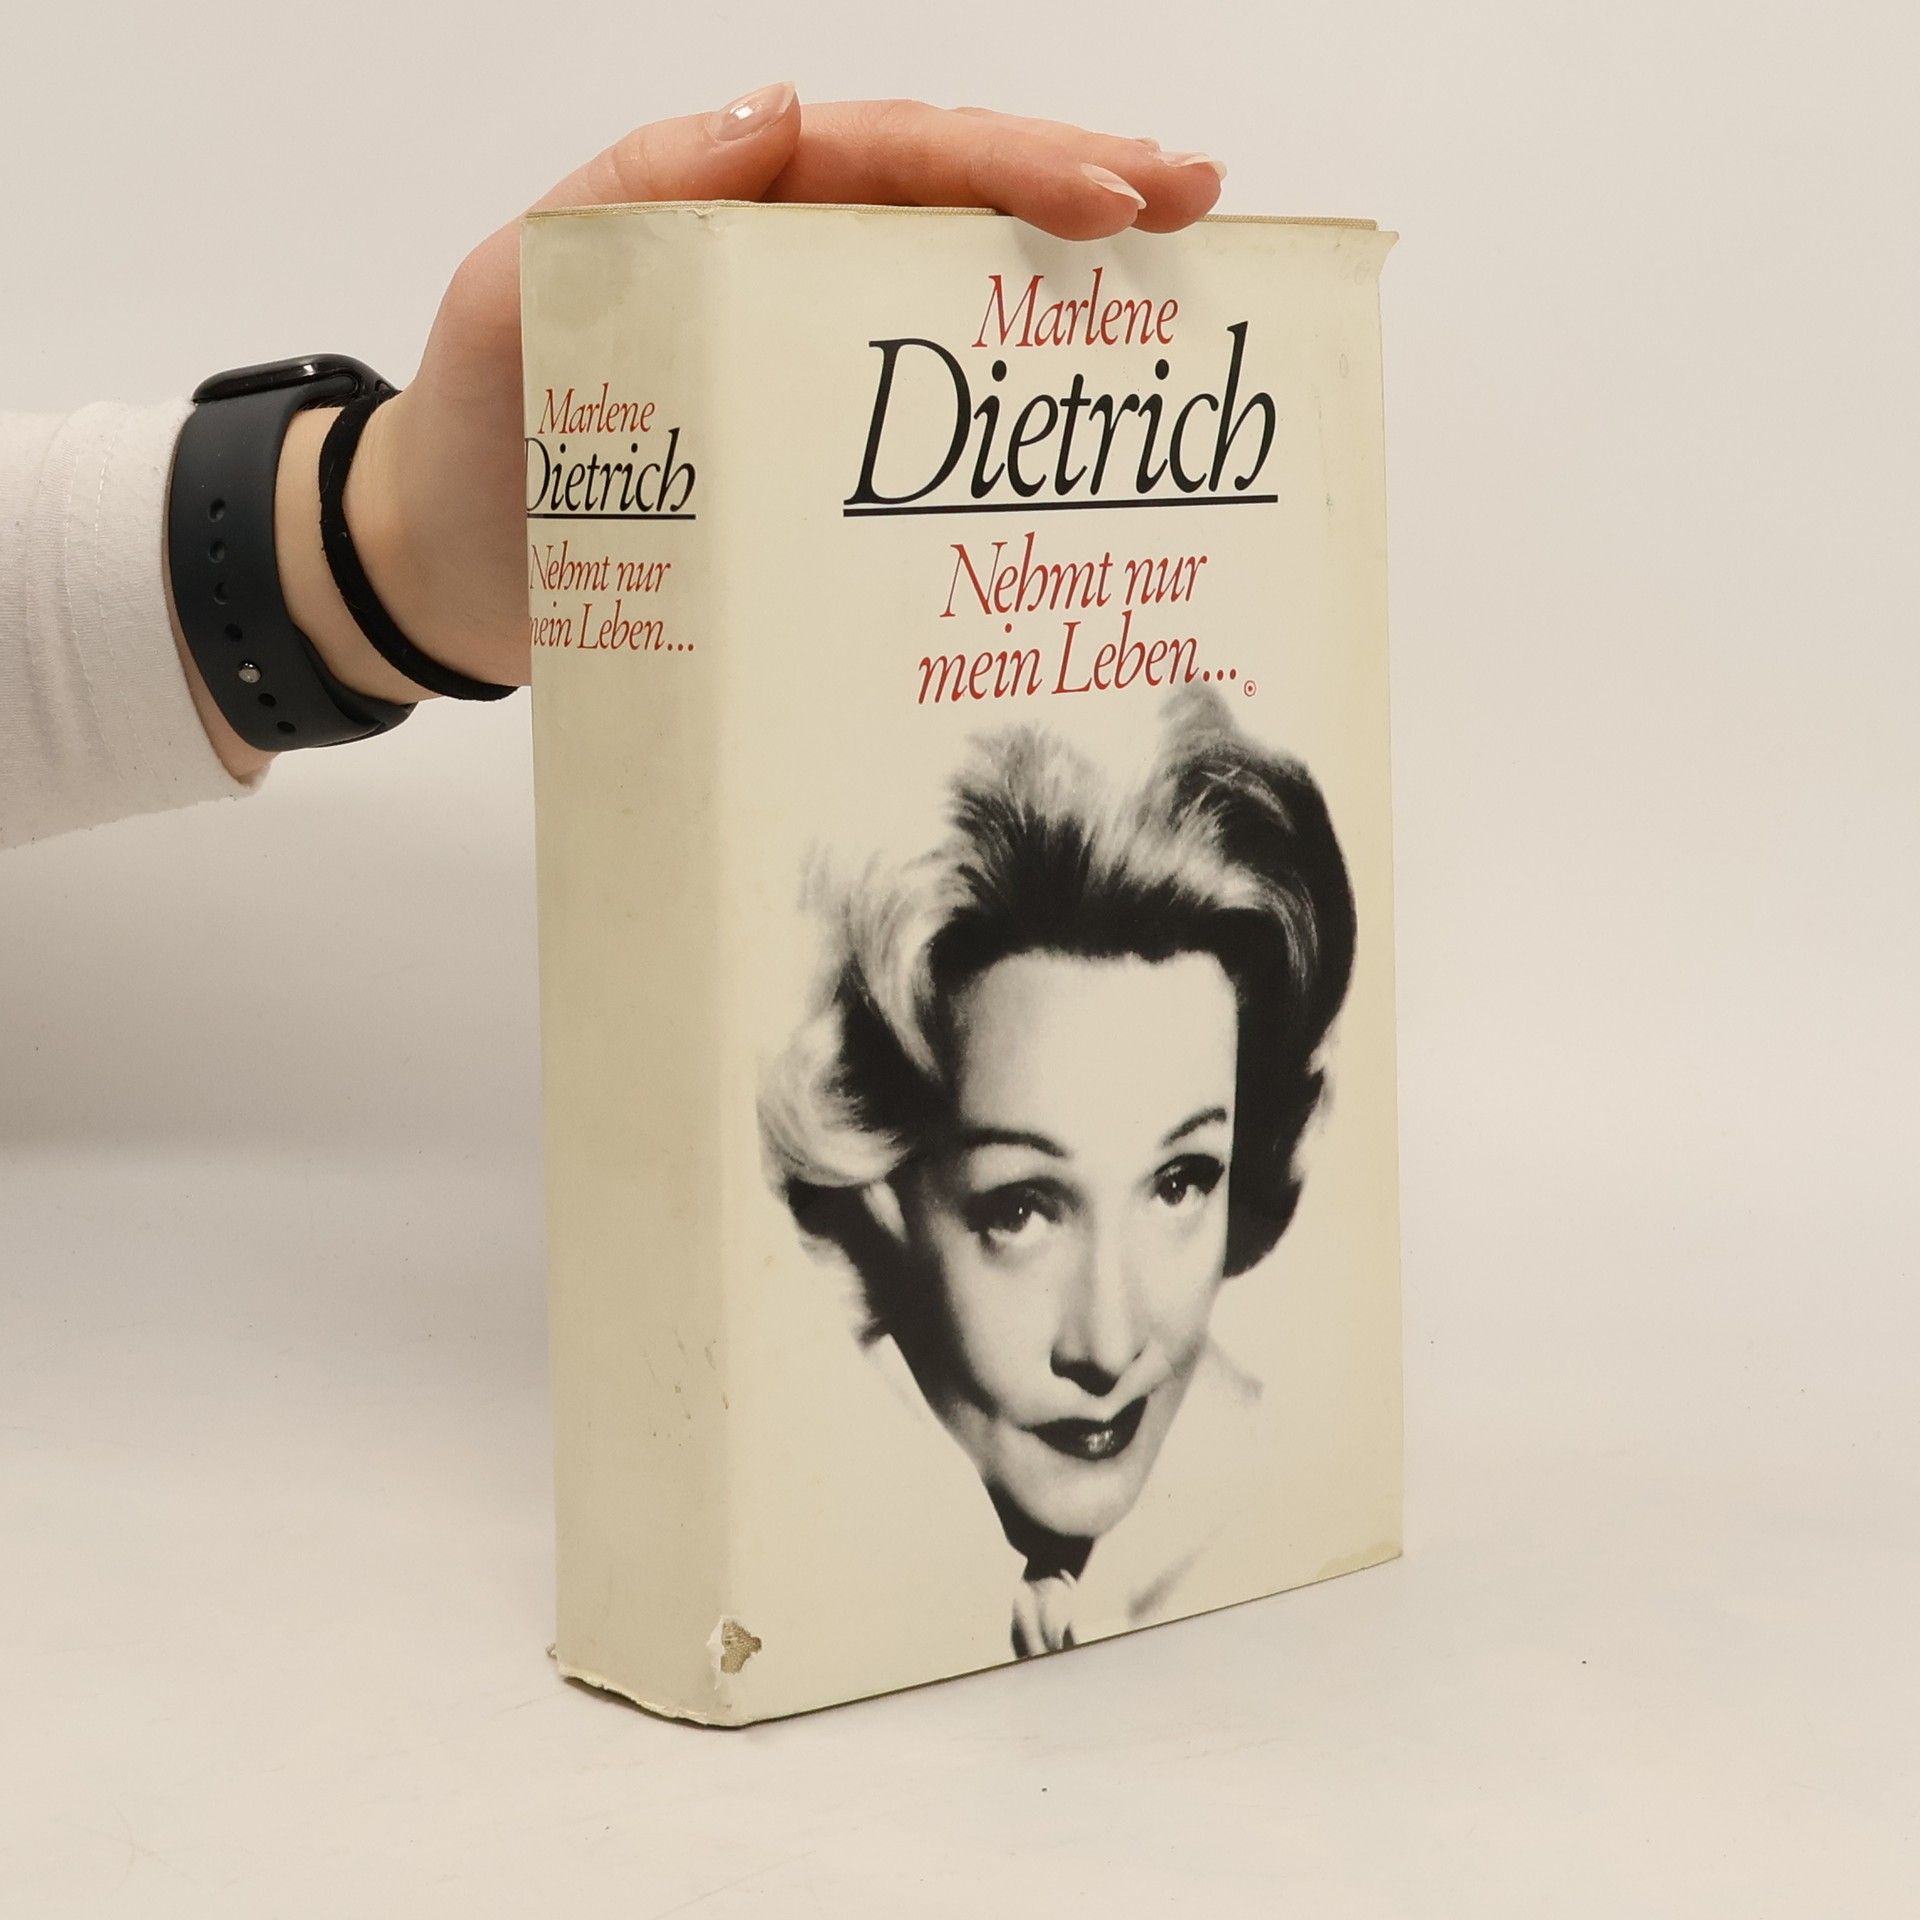 Marlene
Dietrich
Nehmt nur
mein Leben...
Marlene
Dietrich
Nehmt nur
mein Leben...